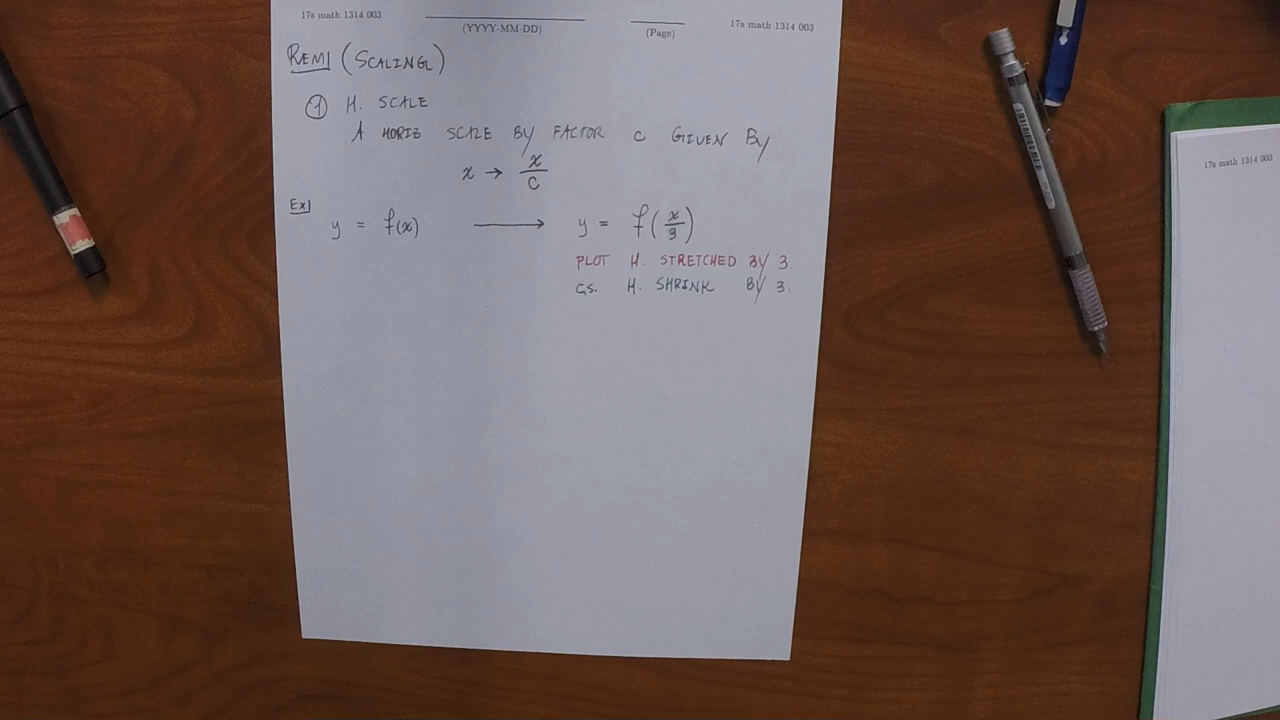 17s math 1314 003
(YYYY-MM-DD)
(Page)
17s math 1314 003
REM (SCALING)
① H. SCALE
A HORIZ SCALE BY FACTOR C GIVEN BY
x → x/c
Ex
y = f(x) ⟶ y = f(x/3)
PLOT H. STRETCHED BY 3.
CS. H. SHRINK BY 3.
17s math 1314 003